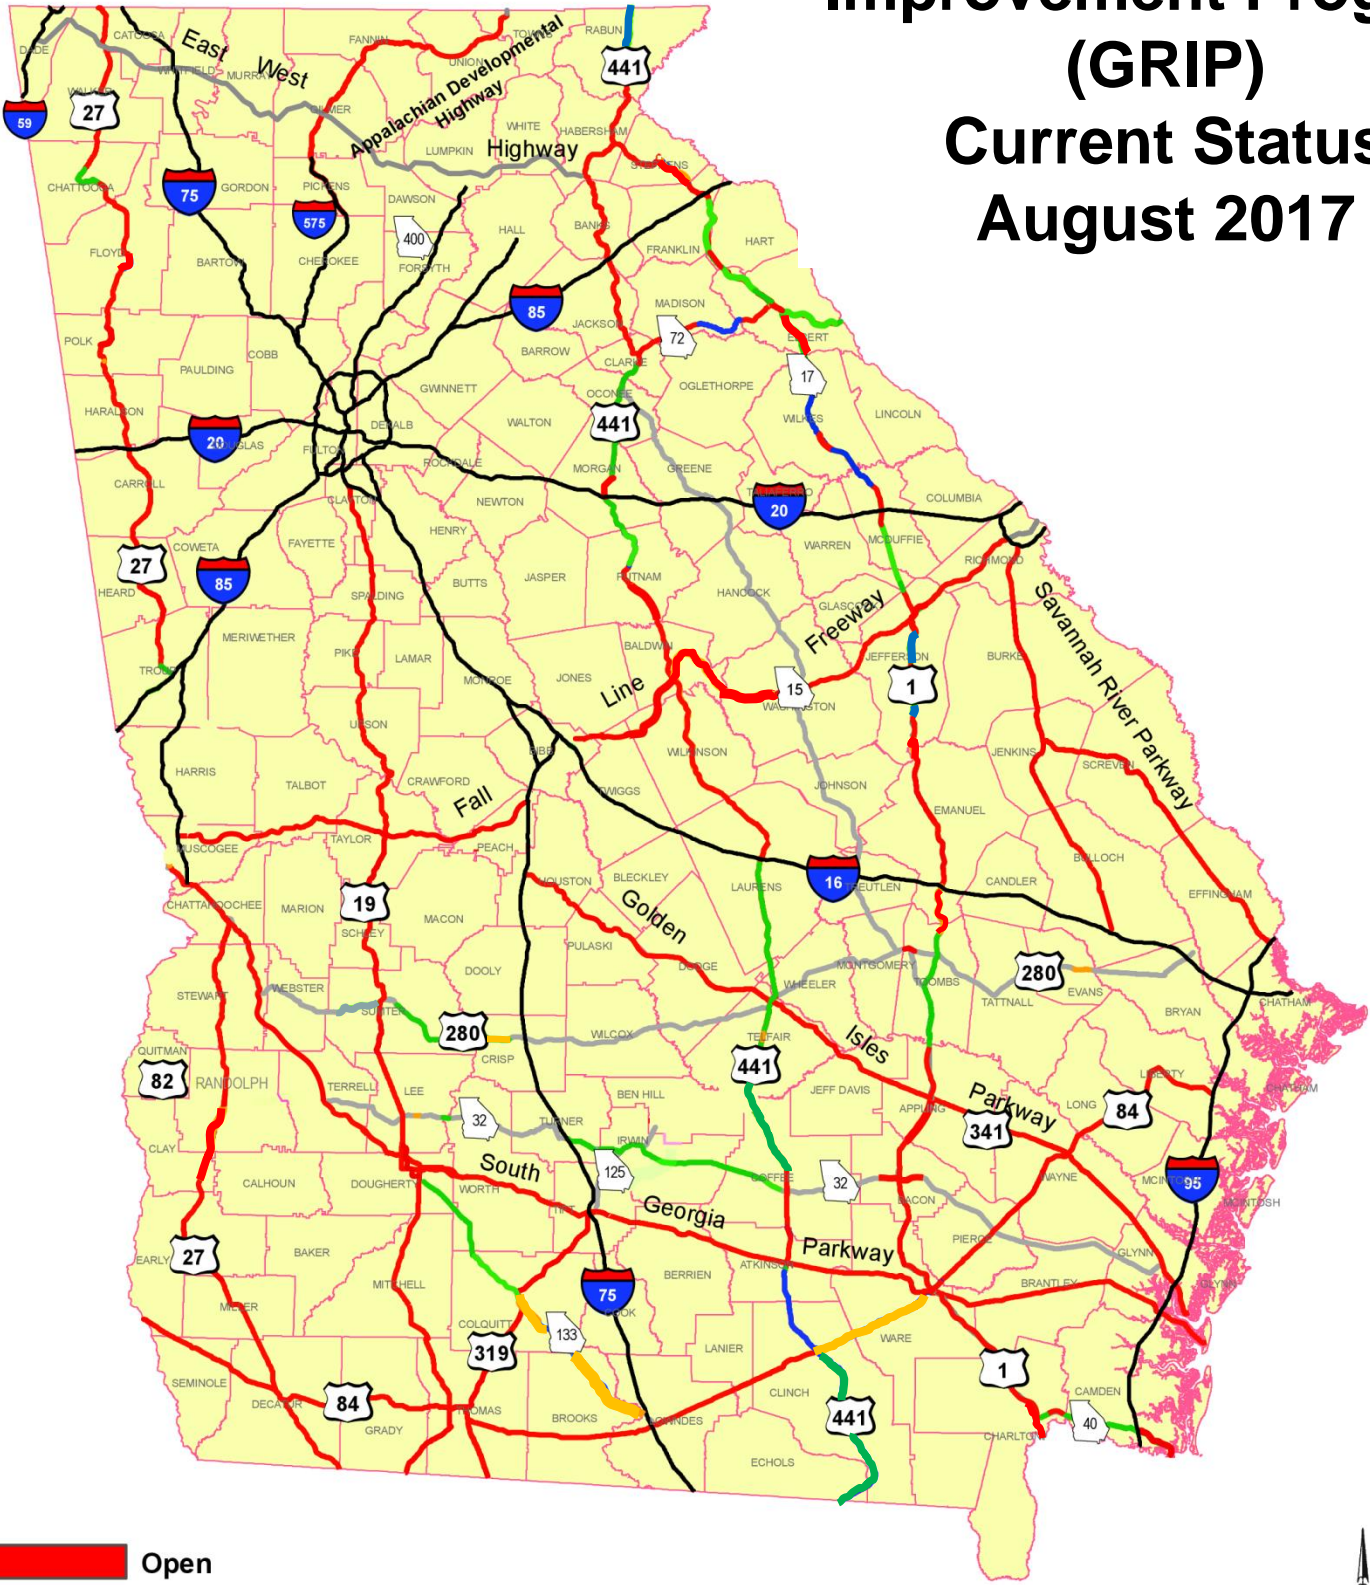 Improvement Prog
(GRIP)
Current Status
August 2017
East West
Highway
Appalachian Developmental
Highway
DADE
CATOOSA
WALKER
WHITFIELD
MURRAY
FANNIN
GILMER
UNION
TOWNS
RABUN
WHITE
HABERSHAM
STEPHENS
LUMPKIN
CHATTOOGA
GORDON
PICKENS
DAWSON
HALL
BANKS
FRANKLIN
HART
FLOYD
BARTOW
CHEROKEE
FORSYTH
JACKSON
MADISON
ELBERT
POLK
PAULDING
COBB
BARROW
CLARKE
OCONEE
OGLETHORPE
GWINNETT
WILKES
LINCOLN
HARALSON
DOUGLAS
FULTON
DEKALB
WALTON
ROCKDALE
MORGAN
GREENE
TALIAFERRO
COLUMBIA
CARROLL
CLAYTON
NEWTON
HENRY
COWETA
FAYETTE
BUTTS
JASPER
PUTNAM
HANCOCK
WARREN
MCDUFFIE
RICHMOND
GLASCOCK
HEARD
SPALDING
MERIWETHER
PIKE
LAMAR
MONROE
JONES
BALDWIN
WASHINGTON
JEFFERSON
BURKE
TROUP
UPSON
BIBB
WILKINSON
JENKINS
SCREVEN
HARRIS
TALBOT
CRAWFORD
TWIGGS
JOHNSON
EMANUEL
MUSCOGEE
TAYLOR
PEACH
HOUSTON
BLECKLEY
LAURENS
TREUTLEN
CANDLER
BULLOCH
EFFINGHAM
CHATTAHOOCHEE
MARION
SCHLEY
MACON
PULASKI
DOOLY
DODGE
WHEELER
MONTGOMERY
TOOMBS
TATTNALL
EVANS
BRYAN
CHATHAM
STEWART
WEBSTER
SUMTER
CRISP
WILCOX
TELFAIR
QUITMAN
RANDOLPH
TERRELL
LEE
TURNER
BEN HILL
IRWIN
JEFF DAVIS
APPLING
LONG
LIBERTY
CHATHAM
CLAY
CALHOUN
DOUGHERTY
WORTH
TIFT
COFFEE
BACON
WAYNE
MCINTOSH
MCINTOSH
EARLY
BAKER
MITCHELL
BERRIEN
ATKINSON
PIERCE
BRANTLEY
GLYNN
GLYNN
MILLER
COLQUITT
COOK
LANIER
WARE
CLINCH
SEMINOLE
DECATUR
GRADY
THOMAS
BROOKS
LOWNDES
ECHOLS
CHARLTON
CAMDEN
Fall
Line
Freeway
Savannah River Parkway
Golden
Isles
Parkway
South
Georgia
Parkway
59
27
75
575
400
441
85
72
17
20
441
20
27
85
15
1
19
16
280
280
82
441
32
84
341
125
32
95
27
75
133
319
84
441
1
40
Open